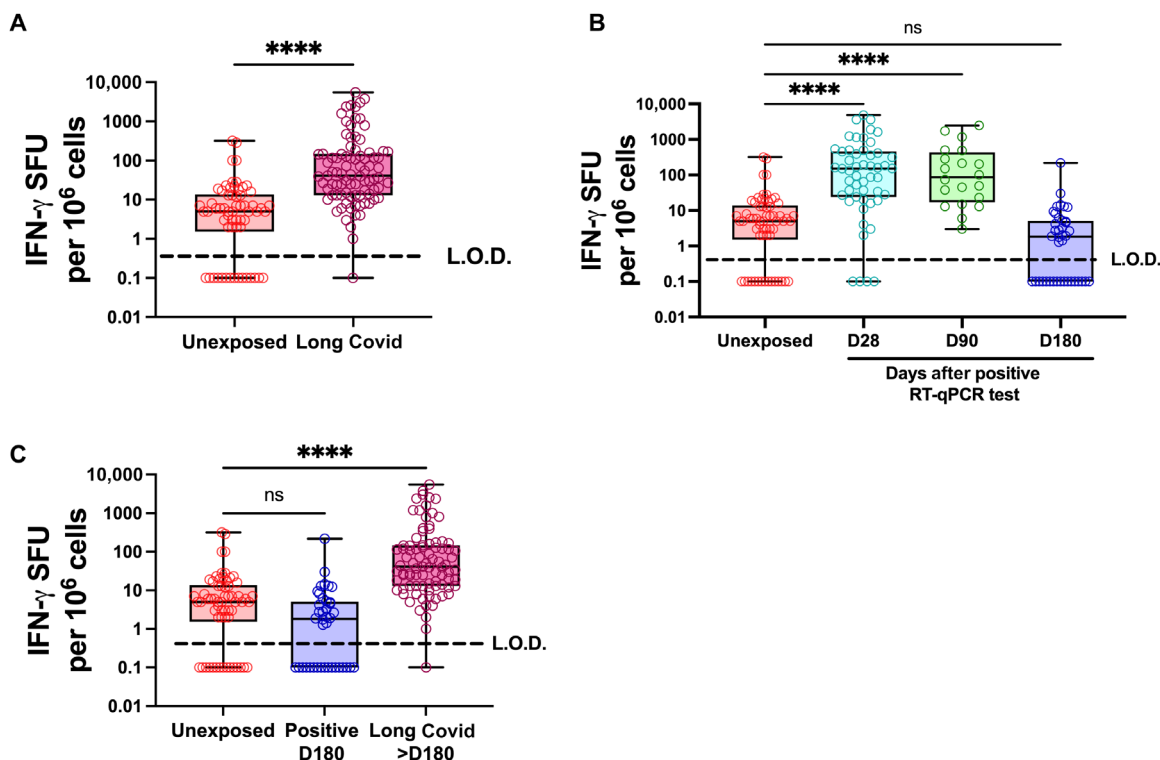 A
****
10,000
1000
100
10
1
0.1
0.01
IFN-γ SFU
per 10⁶ cells
L.O.D.
Unexposed
Long Covid
B
ns
****
****
10,000
1000
100
10
1
0.1
0.01
IFN-γ SFU
per 10⁶ cells
L.O.D.
Unexposed
D28
D90
D180
Days after positive
RT-qPCR test
C
****
ns
10,000
1000
100
10
1
0.1
0.01
IFN-γ SFU
per 10⁶ cells
L.O.D.
Unexposed
Positive
D180
Long Covid
>D180